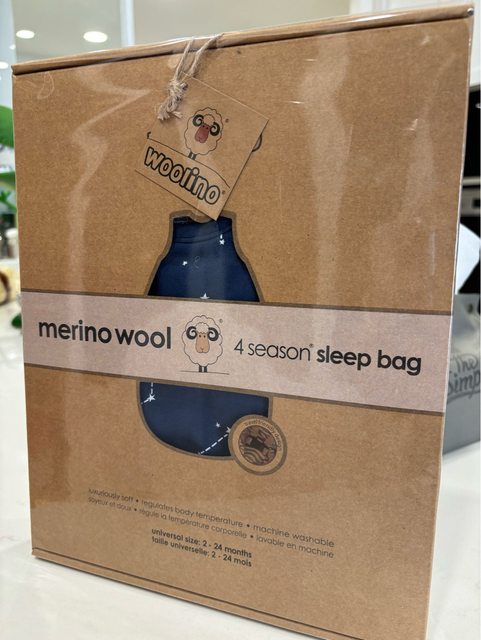 woolino®
merino wool
4 season® sleep bag
luxuriously soft • regulates body temperature • machine washable
soyeux et doux • régule la température corporelle • lavable en machine
universal size: 2 - 24 months
taille universelle: 2 - 24 mois
The